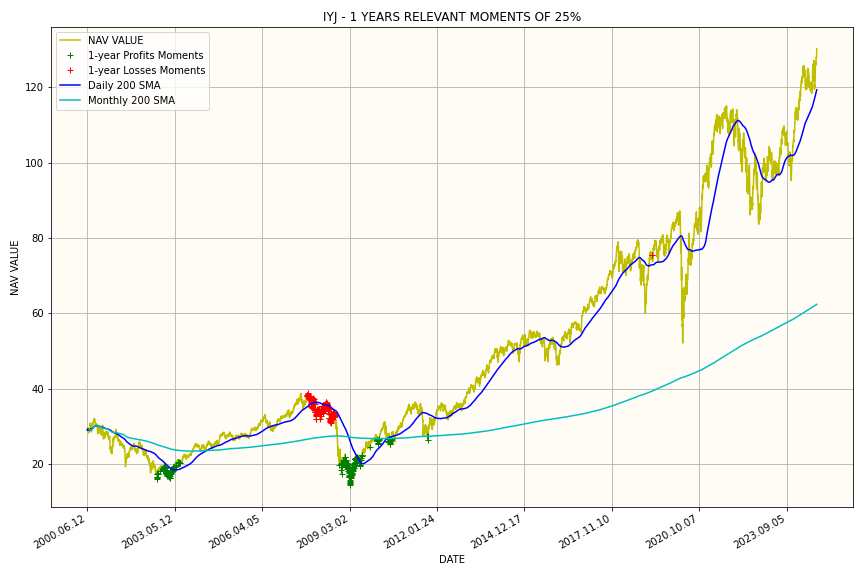 IYJ - 1 YEARS RELEVANT MOMENTS OF 25%
NAV VALUE
1-year Profits Moments
1-year Losses Moments
Daily 200 SMA
Monthly 200 SMA
NAV VALUE
120
100
80
60
40
20
2000.06.12
2003.05.12
2006.04.05
2009.03.02
2012.01.24
2014.12.17
2017.11.10
2020.10.07
2023.09.05
DATE